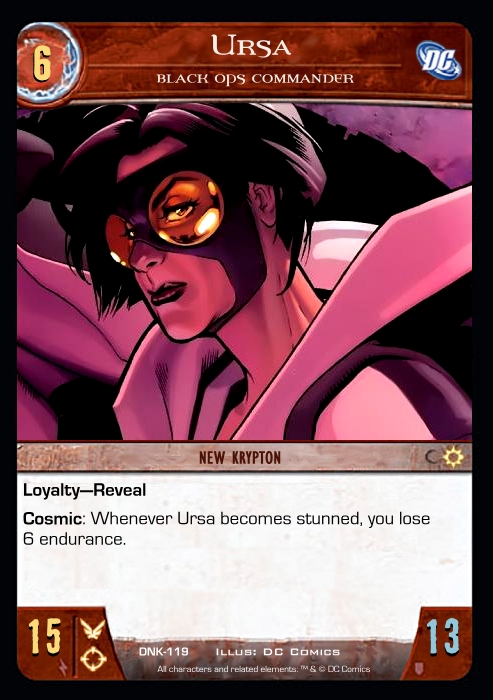 6
URSA
DC
BLACK OPS COMMANDER
NEW KRYPTON
Loyalty—Reveal
Cosmic: Whenever Ursa becomes stunned, you lose
6 endurance.
15
13
DNK-119 ILLUS: DC COMICS
All characters and related elements: ™ & © DC Comics